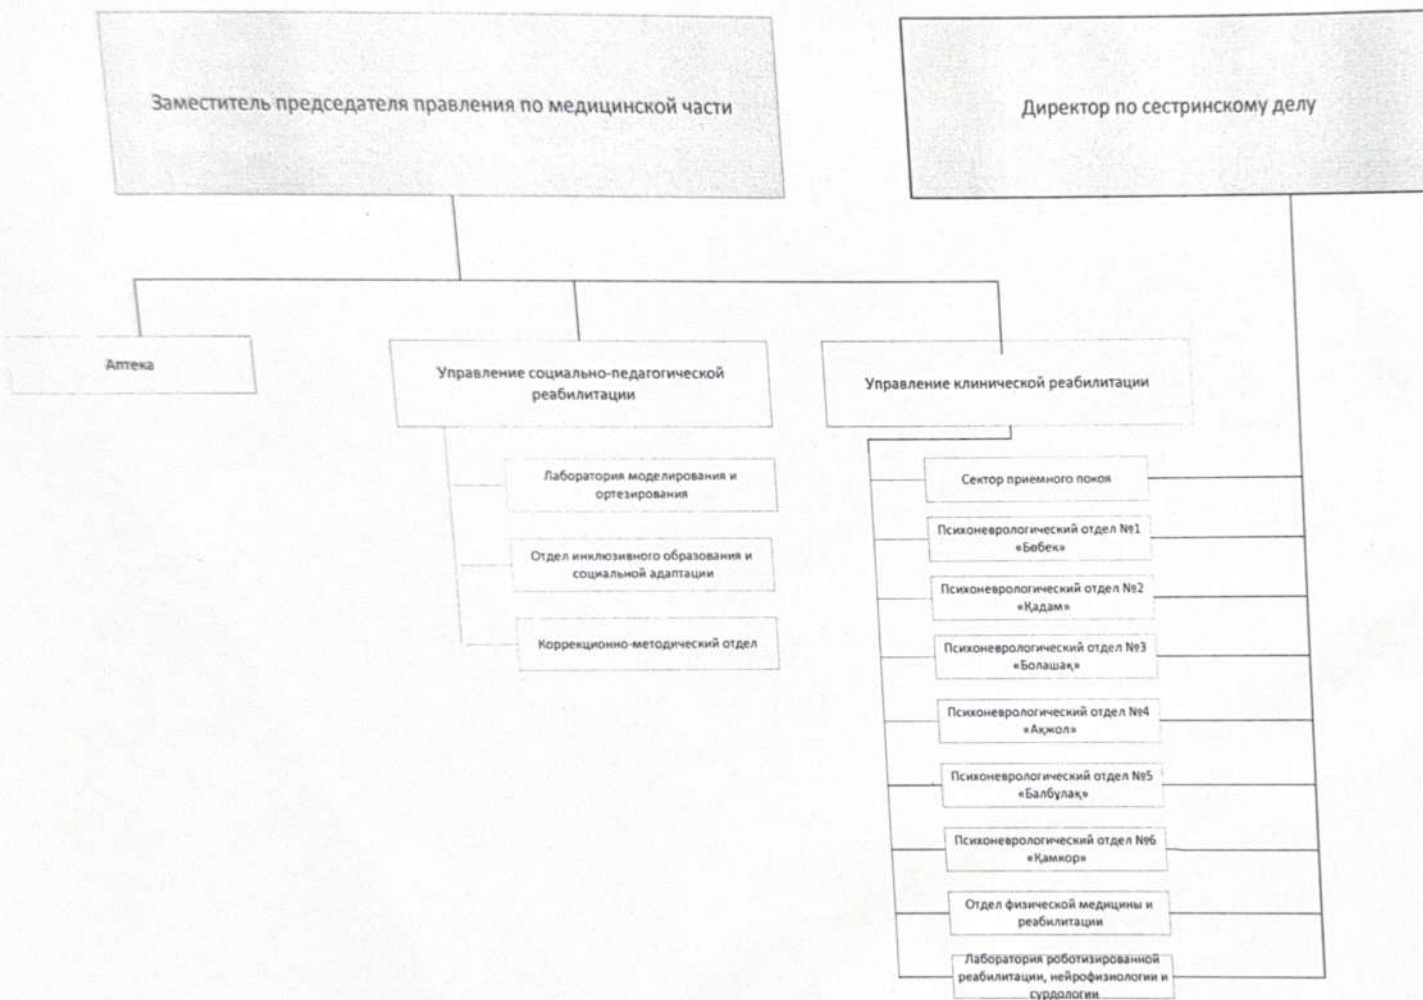 Заместитель председателя правления по медицинской части
Директор по сестринскому делу
Аптека
Управление социально-педагогической
реабилитации
Управление клинической реабилитации
Лаборатория моделирования и
ортезирования
Отдел инклюзивного образования и
социальной адаптации
Коррекционно-методический отдел
Сектор приемного покоя
Психоневрологический отдел №1
«Бөбек»
Психоневрологический отдел №2
«Қадам»
Психоневрологический отдел №3
«Болашақ»
Психоневрологический отдел №4
«Ақжол»
Психоневрологический отдел №5
«Балбұлақ»
Психоневрологический отдел №6
«Қамкор»
Отдел физической медицины и
реабилитации
Лаборатория роботизированной
реабилитации, нейрофизиологии и
сурдологии